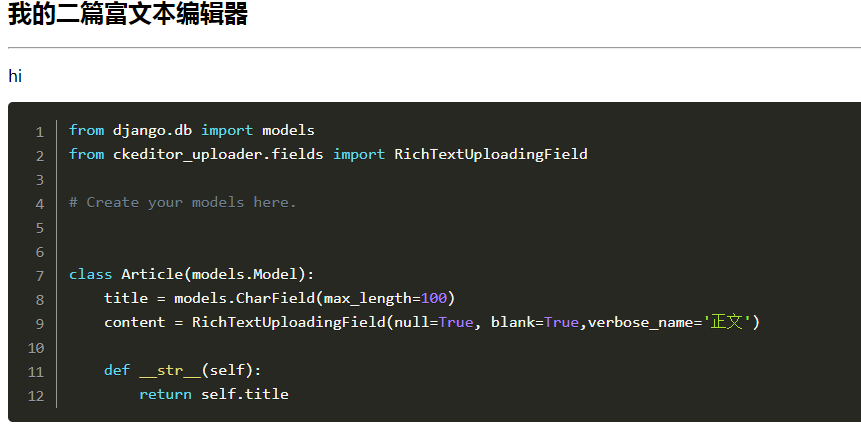 我的二篇富文本编辑器
hi
1 from django.db import models
2 from ckeditor_uploader.fields import RichTextUploadingField
3
4 # Create your models here.
5
6
7 class Article(models.Model):
8     title = models.CharField(max_length=100)
9     content = RichTextUploadingField(null=True, blank=True,verbose_name='正文')
10
11     def __str__(self):
12         return self.title